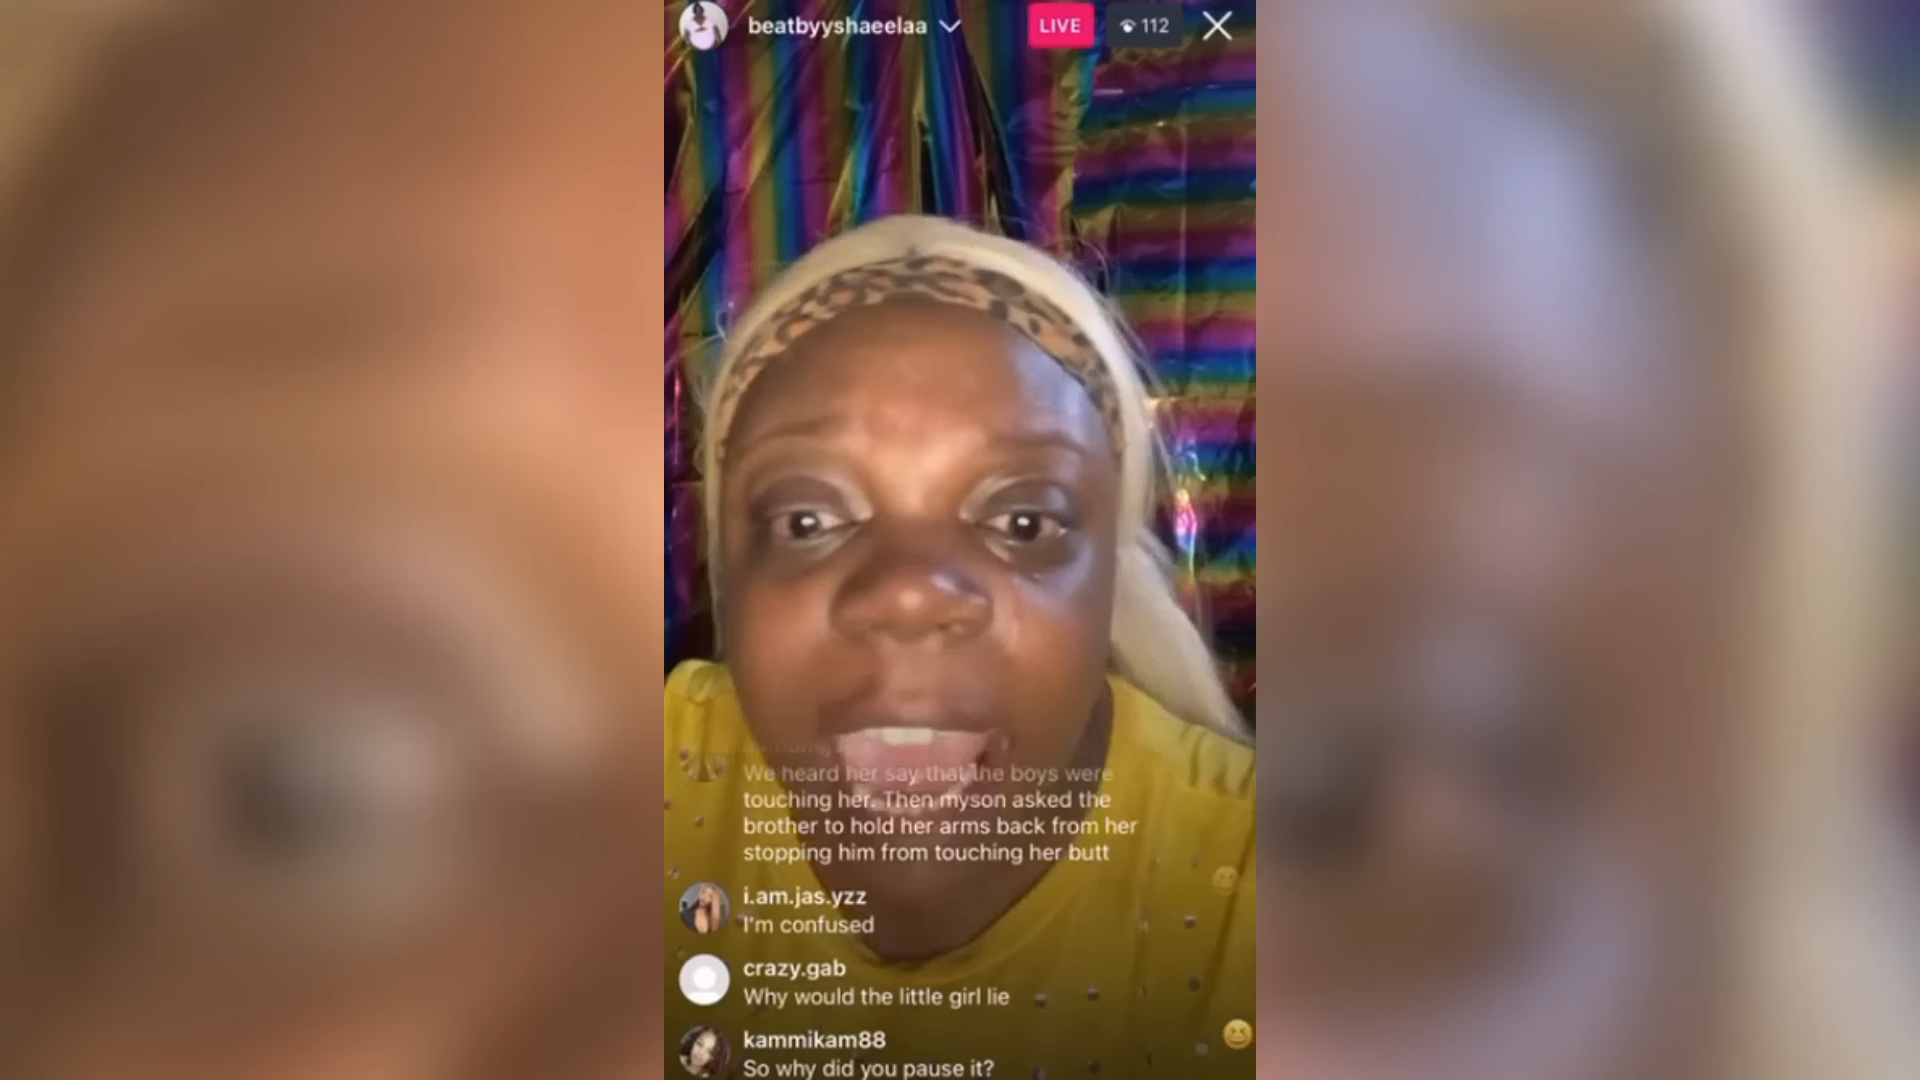 beatbyyshaeelaa
LIVE
112
We heard her say that the boys were
touching her. Then myson asked the
brother to hold her arms back from her
stopping him from touching her butt
i.am.jas.yzz
I'm confused
crazy.gab
Why would the little girl lie
kammikam88
So why did you pause it?